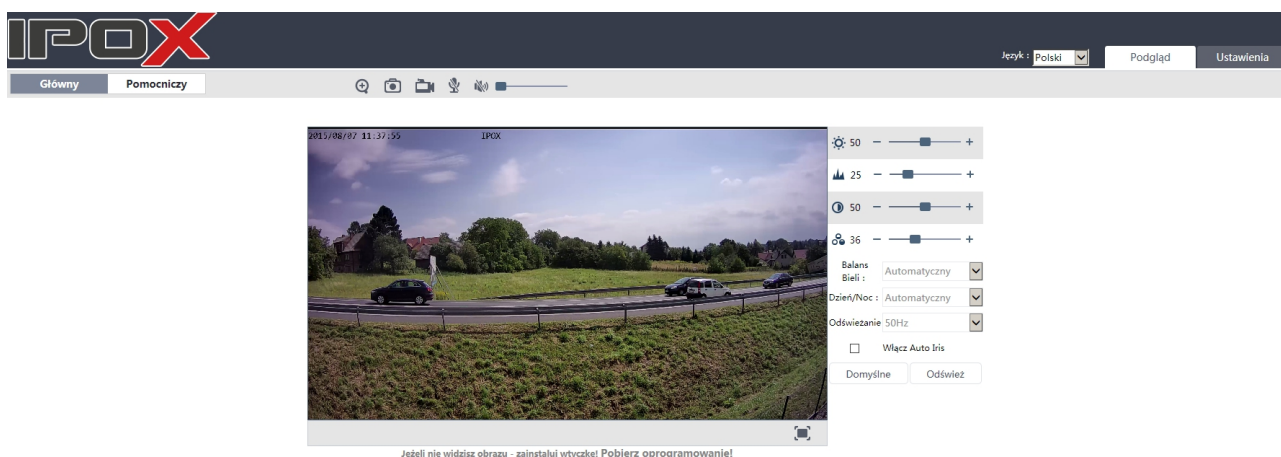 IPOX
Język : Polski
Podgląd
Ustawienia
Główny
Pomocniczy
2015/08/07 11:37:55
IPOX
50
25
50
36
Balans
Bieli :
Automatyczny
Dzień/Noc : Automatyczny
Odświeżanie 50Hz
Włącz Auto Iris
Domyślne
Odśwież
Jeżeli nie widzisz obrazu - zainstaluj wtyczkę! Pobierz oprogramowanie!